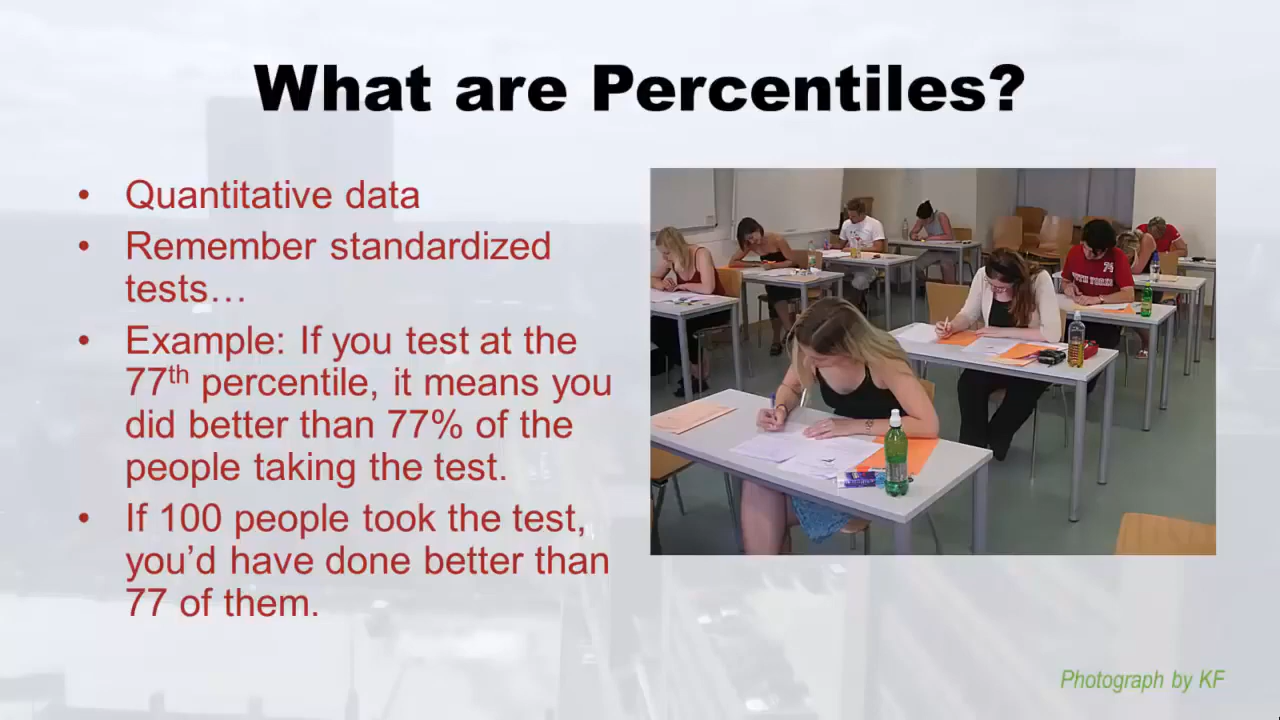 What are Percentiles?
• Quantitative data
• Remember standardized
tests…
• Example: If you test at the
77th percentile, it means you
did better than 77% of the
people taking the test.
• If 100 people took the test,
you’d have done better than
77 of them.
Photograph by KF